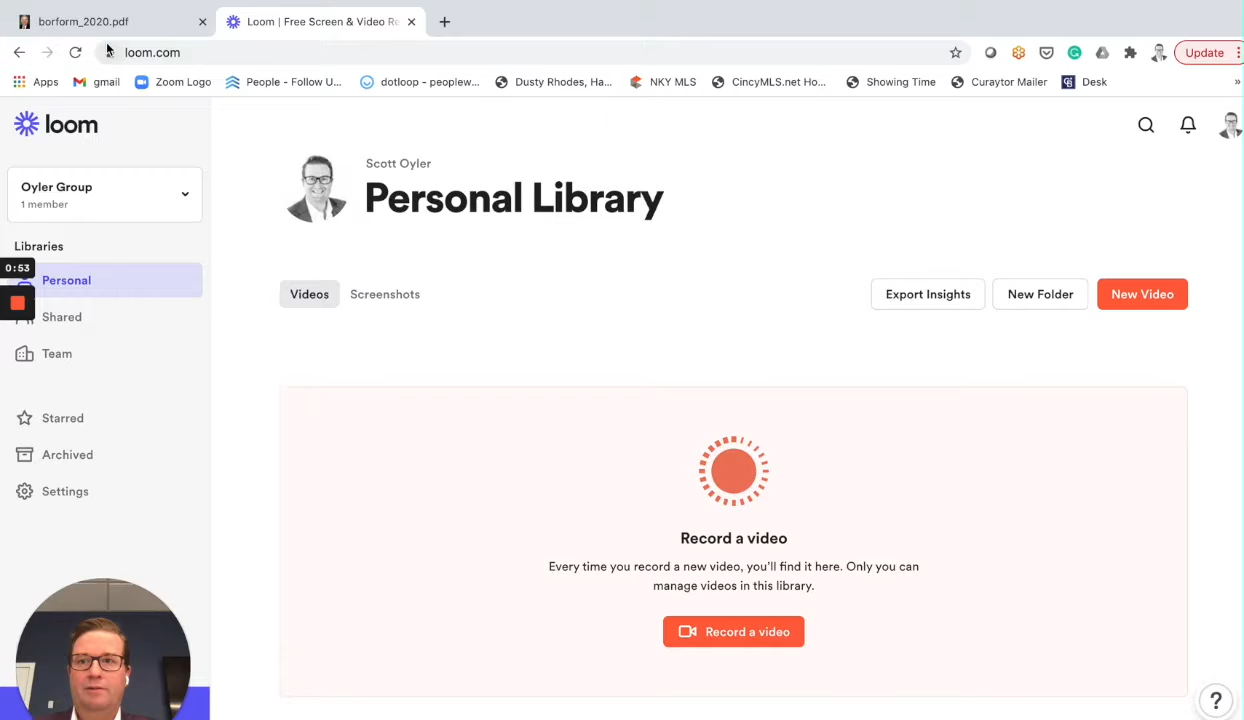 borform_2020.pdf
Loom | Free Screen & Video Re
loom.com
Update
Apps
gmail
Zoom Logo
People - Follow U...
dotloop - peoplew...
Dusty Rhodes, Ha...
NKY MLS
CincyMLS.net Ho...
Showing Time
Curaytor Mailer
Desk
»
loom
Oyler Group
1 member
Libraries
0:53
Personal
Shared
Team
Starred
Archived
Settings
Scott Oyler
Personal Library
Videos
Screenshots
Export Insights
New Folder
New Video
Record a video
Every time you record a new video, you'll find it here. Only you can
manage videos in this library.
Record a video
?